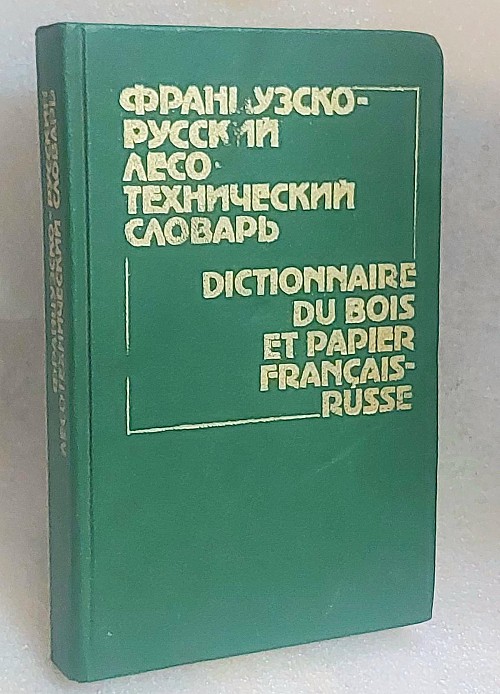 ФРАНЦУЗСКО-
РУССКИЙ
ЛЕСО-
ТЕХНИЧЕСКИЙ
СЛОВАРЬ
DICTIONNAIRE
DU BOIS
ET PAPIER
FRANÇAIS-
RUSSE
ФРАНЦУЗСКО-РУССКИЙ
ЛЕСОТЕХНИЧЕСКИЙ СЛОВАРЬ